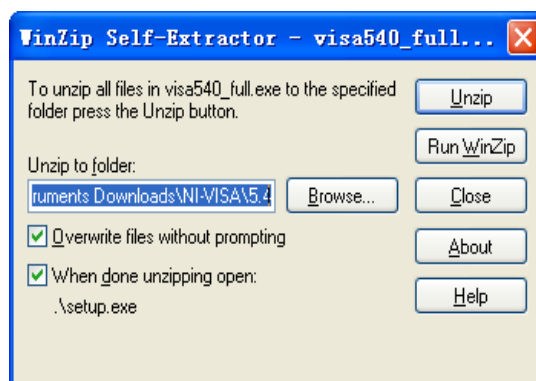 WinZip Self-Extractor - visa540_full...
To unzip all files in visa540_full.exe to the specified
folder press the Unzip button.
Unzip to folder:
ruments Downloads\NI-VISA\5.4
Browse...
Overwrite files without prompting
When done unzipping open:
.\setup.exe
Unzip
Run WinZip
Close
About
Help